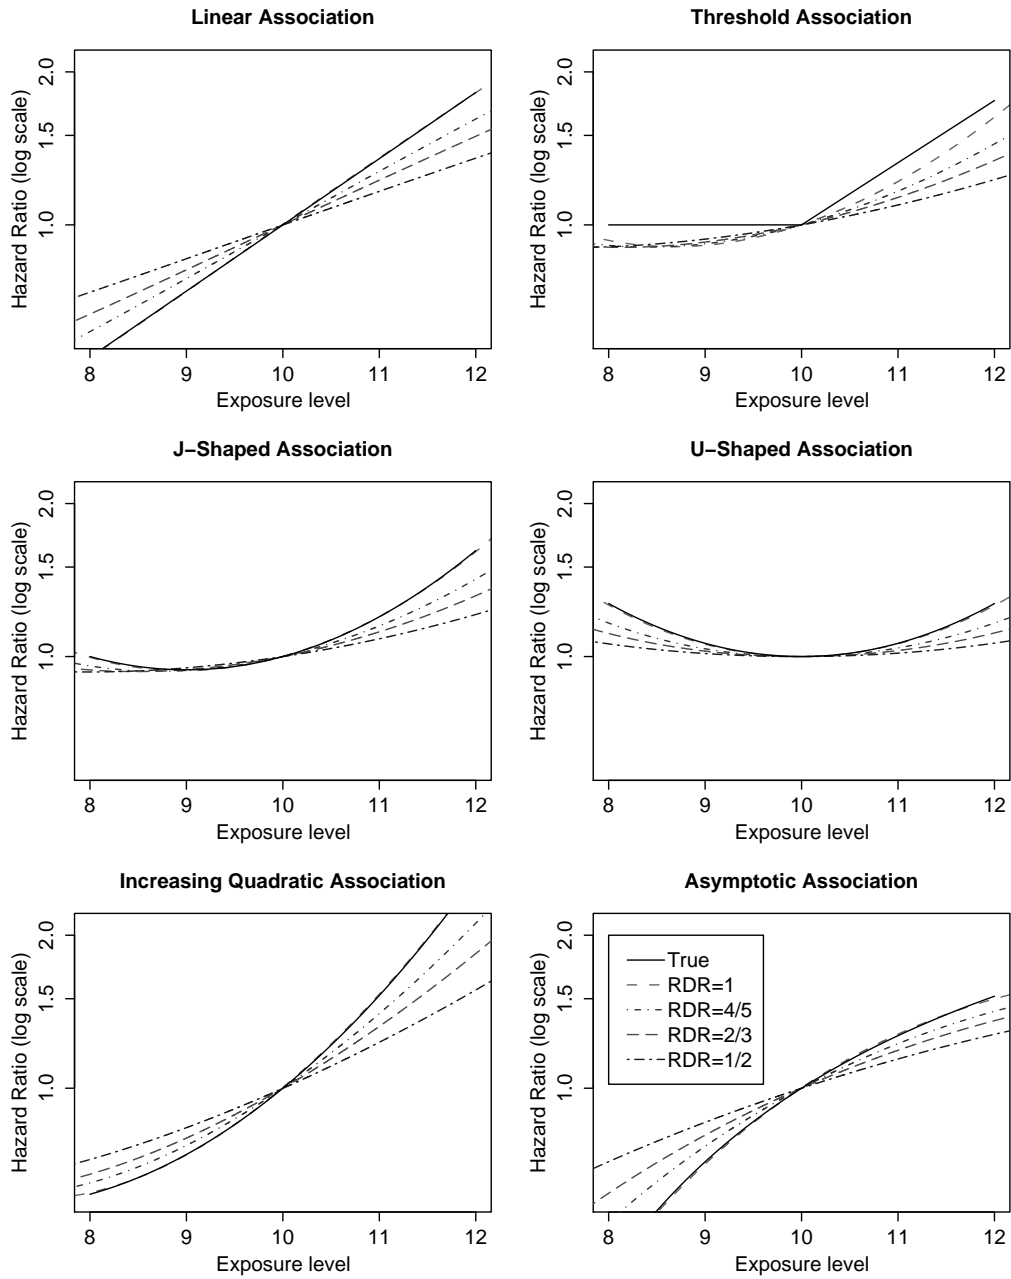 Linear Association
Hazard Ratio (log scale)
2.0
1.5
1.0
8 9 10 11 12
Exposure level
Threshold Association
Hazard Ratio (log scale)
2.0
1.5
1.0
8 9 10 11 12
Exposure level
J−Shaped Association
Hazard Ratio (log scale)
2.0
1.5
1.0
8 9 10 11 12
Exposure level
U−Shaped Association
Hazard Ratio (log scale)
2.0
1.5
1.0
8 9 10 11 12
Exposure level
Increasing Quadratic Association
Hazard Ratio (log scale)
2.0
1.5
1.0
8 9 10 11 12
Exposure level
Asymptotic Association
Hazard Ratio (log scale)
2.0
1.5
1.0
True
RDR=1
RDR=4/5
RDR=2/3
RDR=1/2
8 9 10 11 12
Exposure level